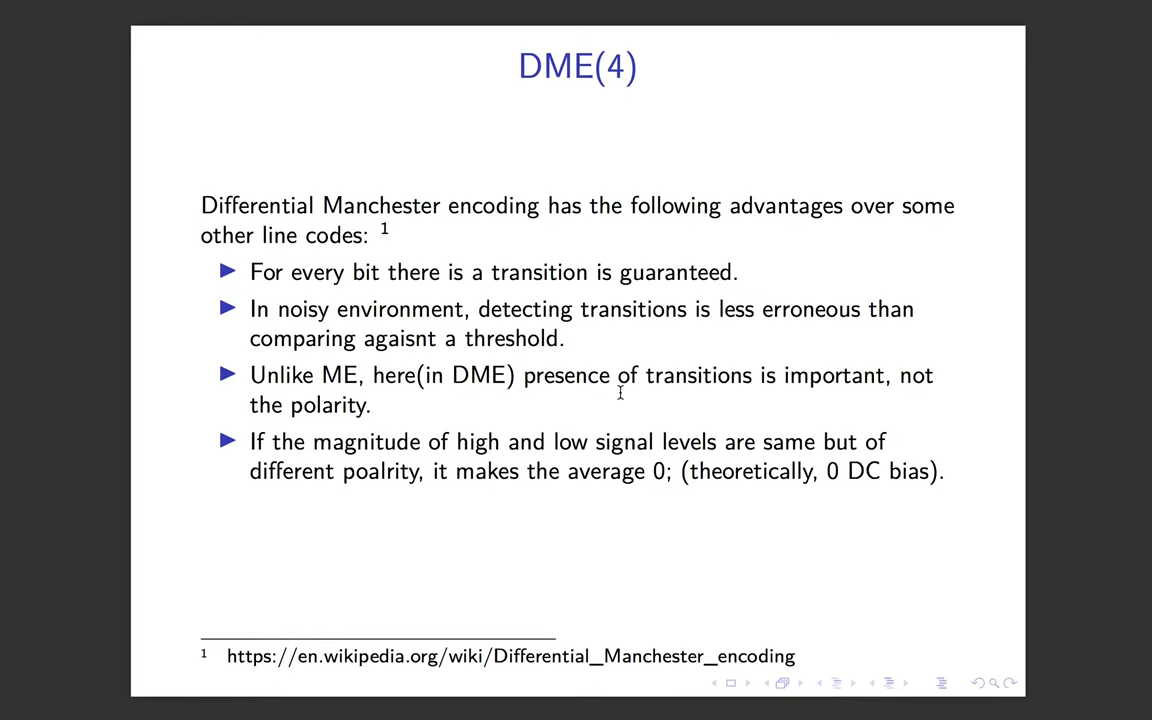 DME(4)
Differential Manchester encoding has the following advantages over some
other line codes: 1
▶ For every bit there is a transition is guaranteed.
▶ In noisy environment, detecting transitions is less erroneous than
comparing agaisnt a threshold.
▶ Unlike ME, here(in DME) presence of transitions is important, not
the polarity.
▶ If the magnitude of high and low signal levels are same but of
different poalrity, it makes the average 0; (theoretically, 0 DC bias).
1 https://en.wikipedia.org/wiki/Differential_Manchester_encoding